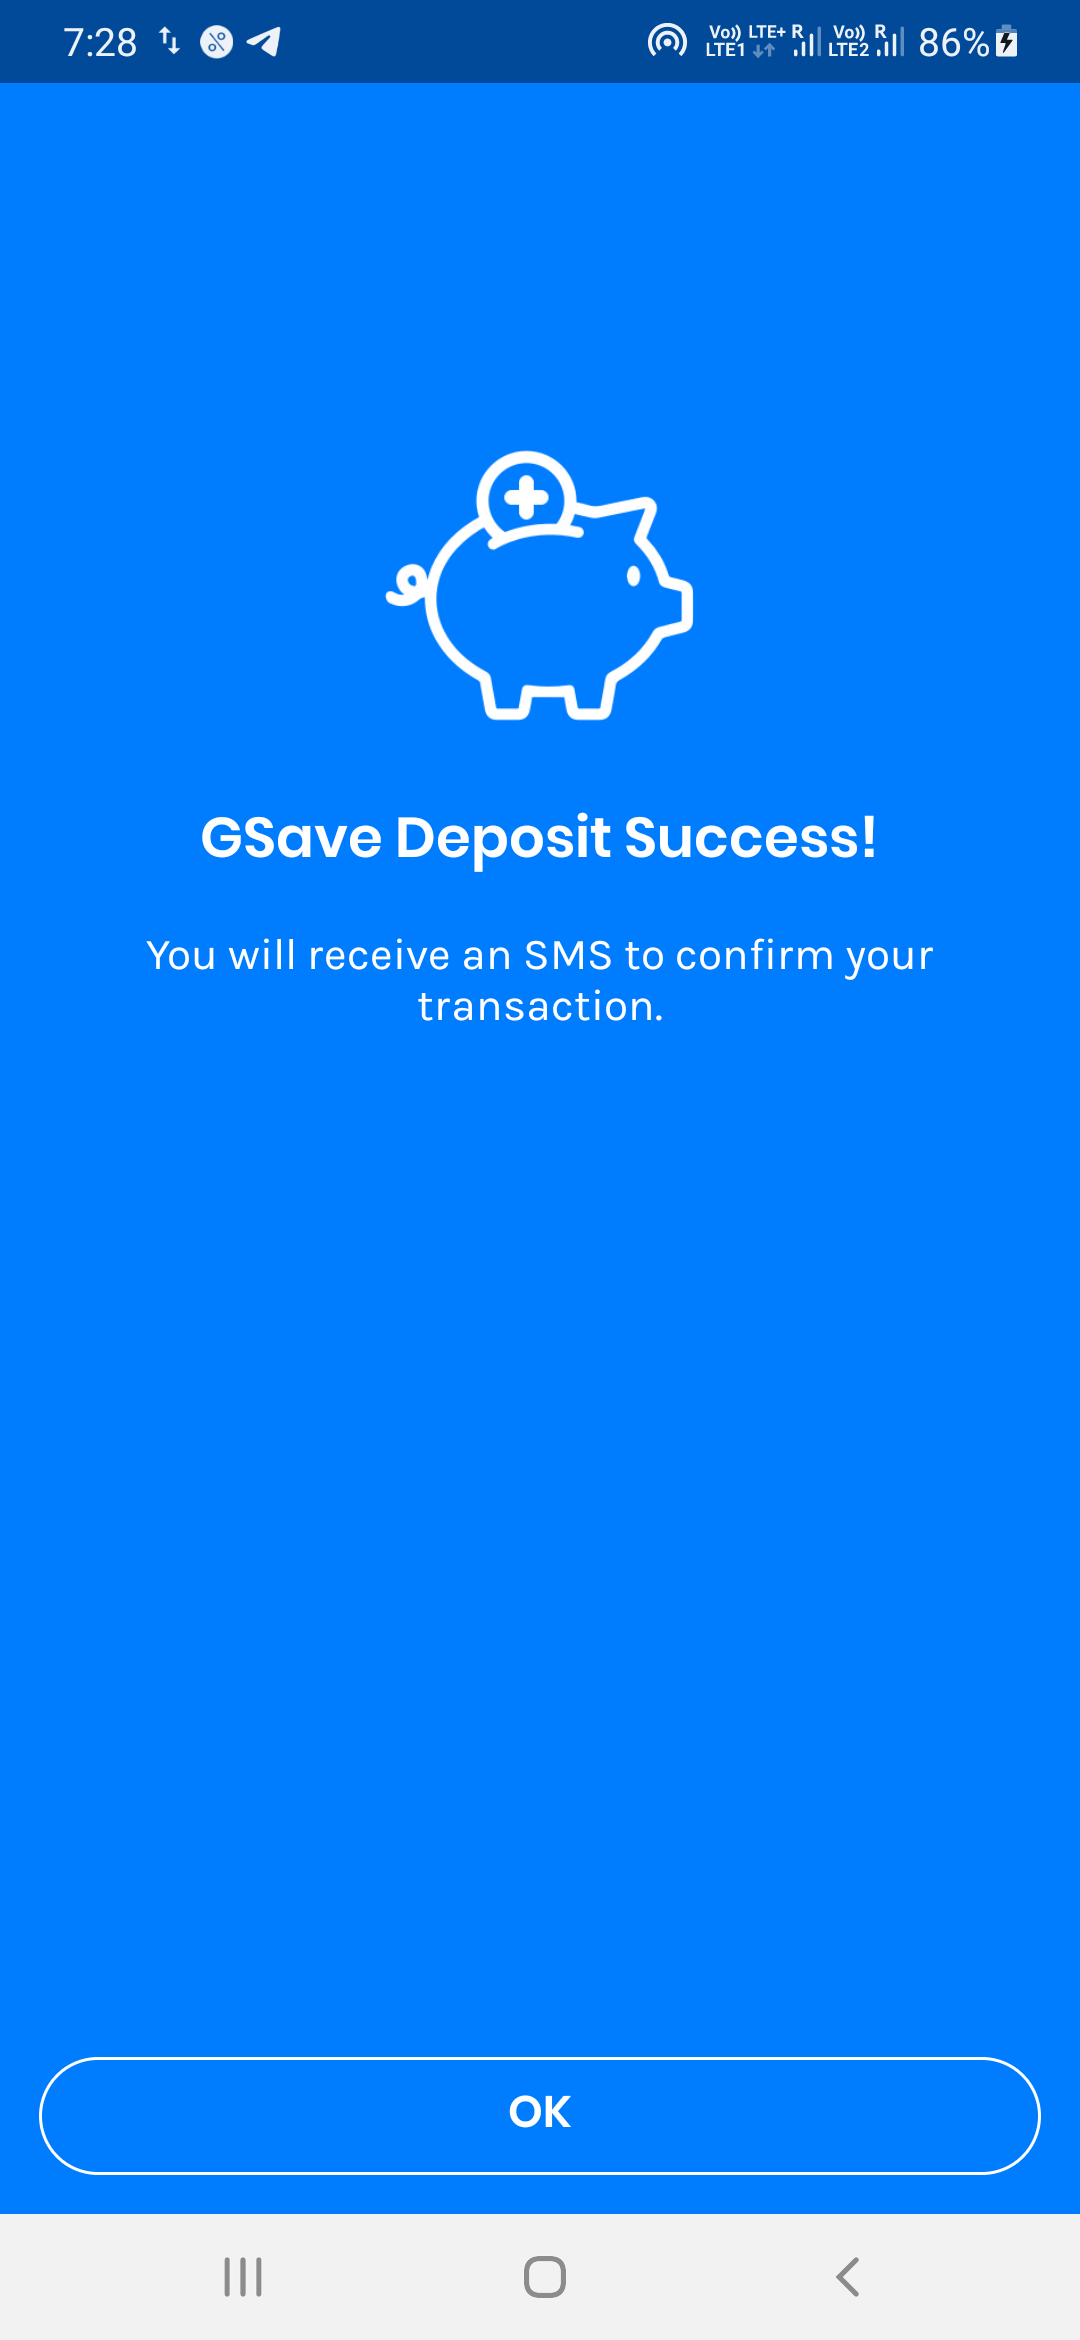 7:28
Vo)) LTE+ R Vo)) R
LTE1 LTE2 86%
GSave Deposit Success!
You will receive an SMS to confirm your
transaction.
OK